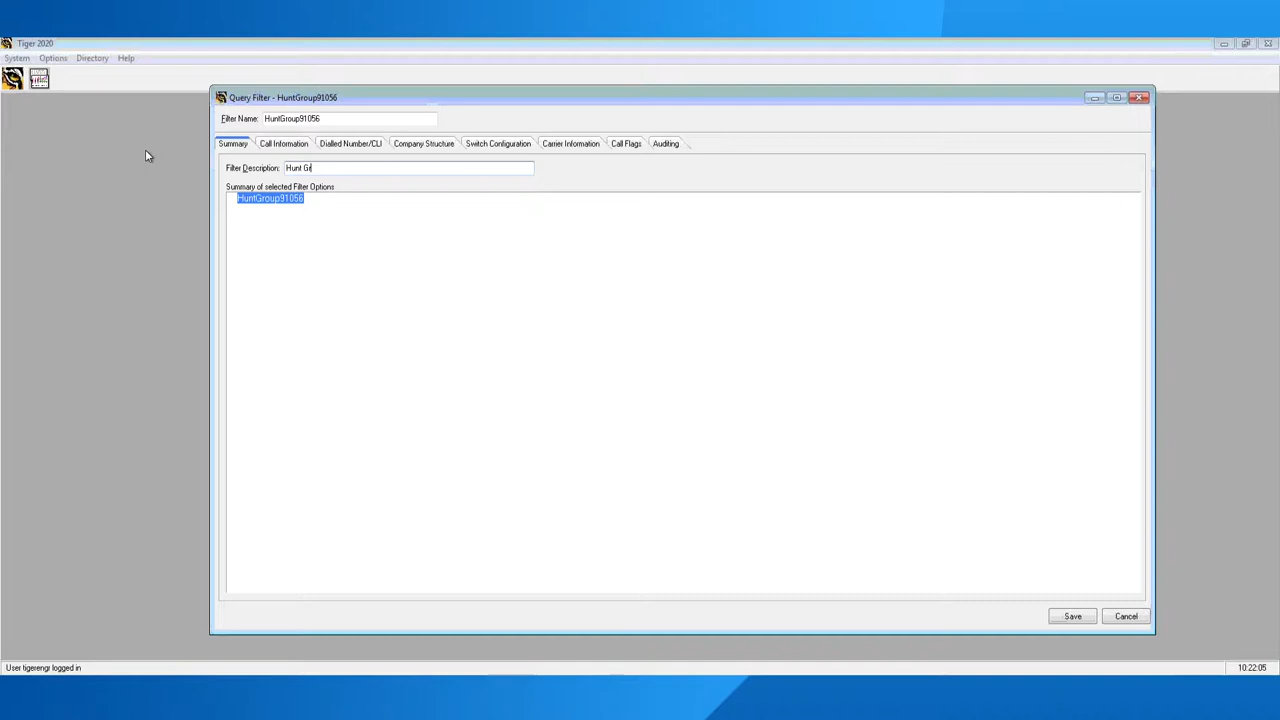 Tiger 2020
System Options Directory Help
Query Filter - HuntGroup91056
Filter Name: HuntGroup91056
Summary Call Information Dialled Number/CLI Company Structure Switch Configuration Carrier Information Call Flags Auditing
Filter Description: Hunt Gr
Summary of selected Filter Options
HuntGroup91056
Save Cancel
User tigerengr logged in 10:22:05